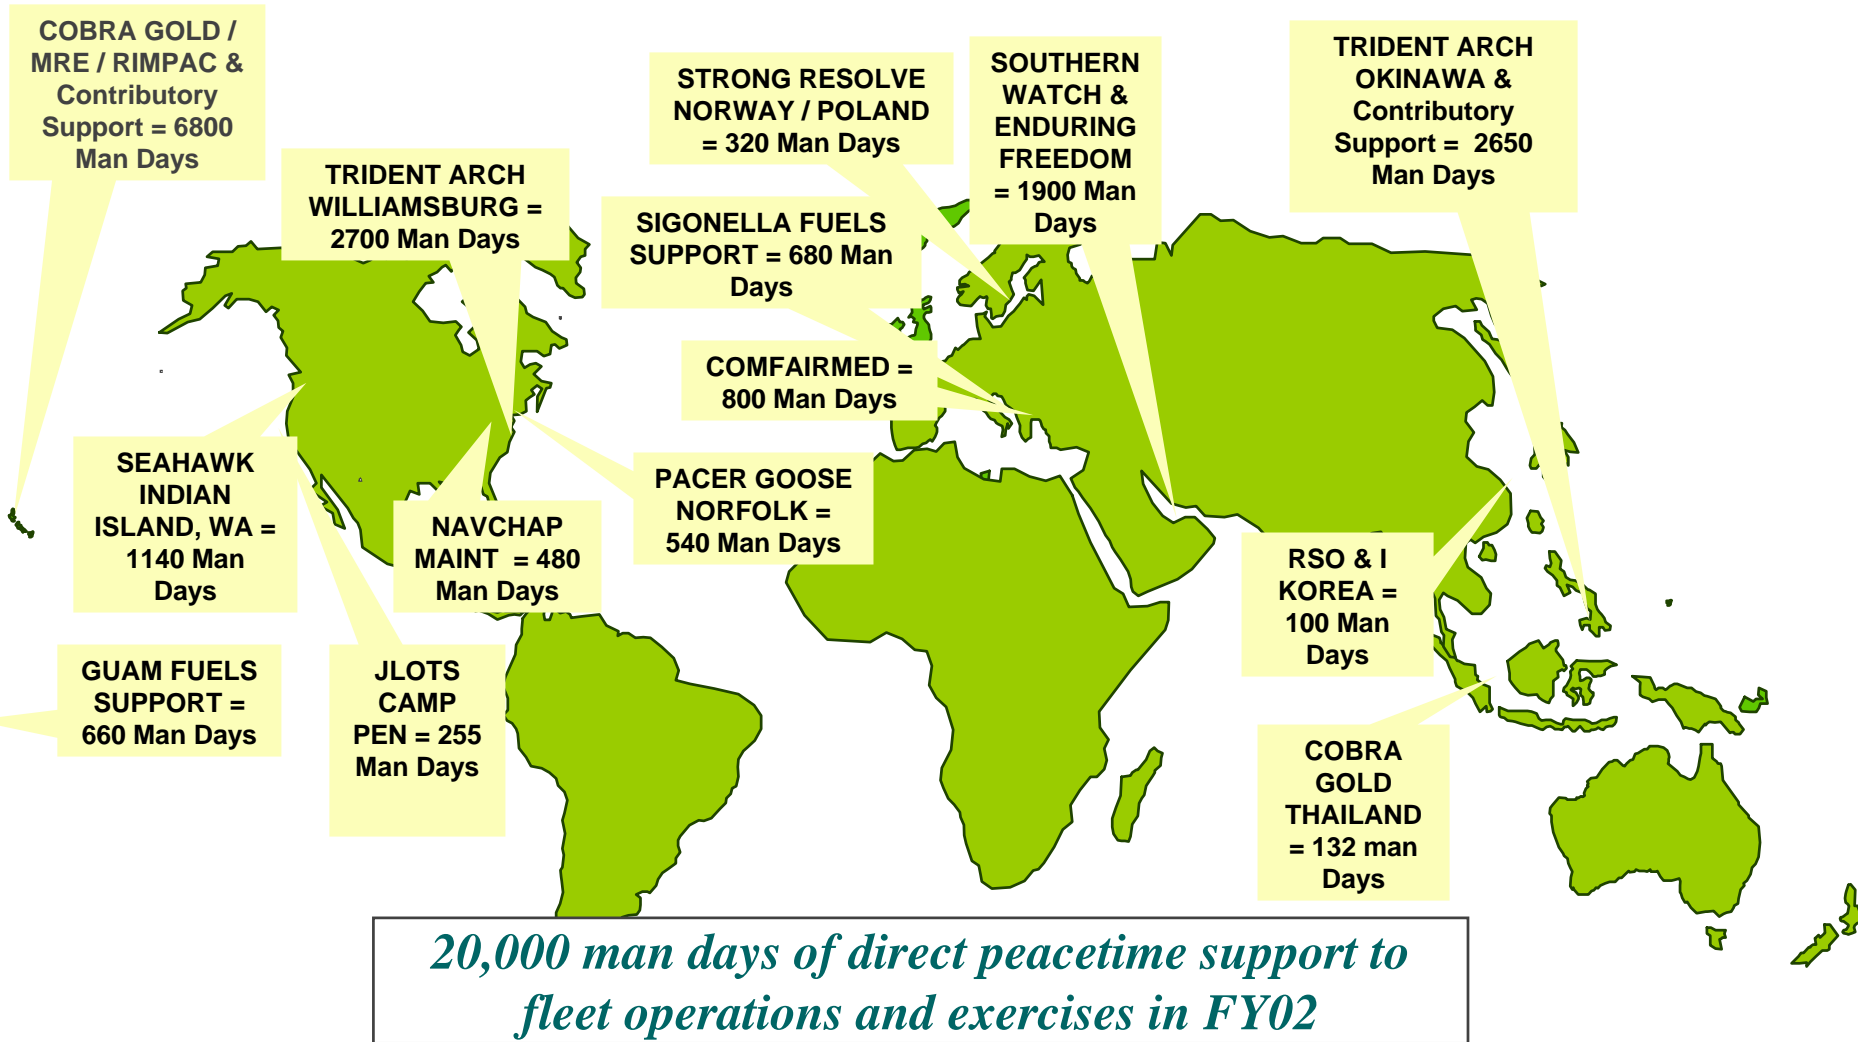 COBRA GOLD /
MRE / RIMPAC &
Contributory
Support = 6800
Man Days
TRIDENT ARCH
WILLIAMSBURG =
2700 Man Days
STRONG RESOLVE
NORWAY / POLAND
= 320 Man Days
SIGONELLA FUELS
SUPPORT = 680 Man
Days
COMFAIRMED =
800 Man Days
SOUTHERN
WATCH &
ENDURING
FREEDOM
= 1900 Man
Days
TRIDENT ARCH
OKINAWA &
Contributory
Support = 2650
Man Days
SEAHAWK
INDIAN
ISLAND, WA =
1140 Man
Days
NAVCHAP
MAINT = 480
Man Days
PACER GOOSE
NORFOLK =
540 Man Days
RSO & I
KOREA =
100 Man
Days
GUAM FUELS
SUPPORT =
660 Man Days
JLOTS
CAMP
PEN = 255
Man Days
COBRA
GOLD
THAILAND
= 132 man
Days
20,000 man days of direct peacetime support to
fleet operations and exercises in FY02